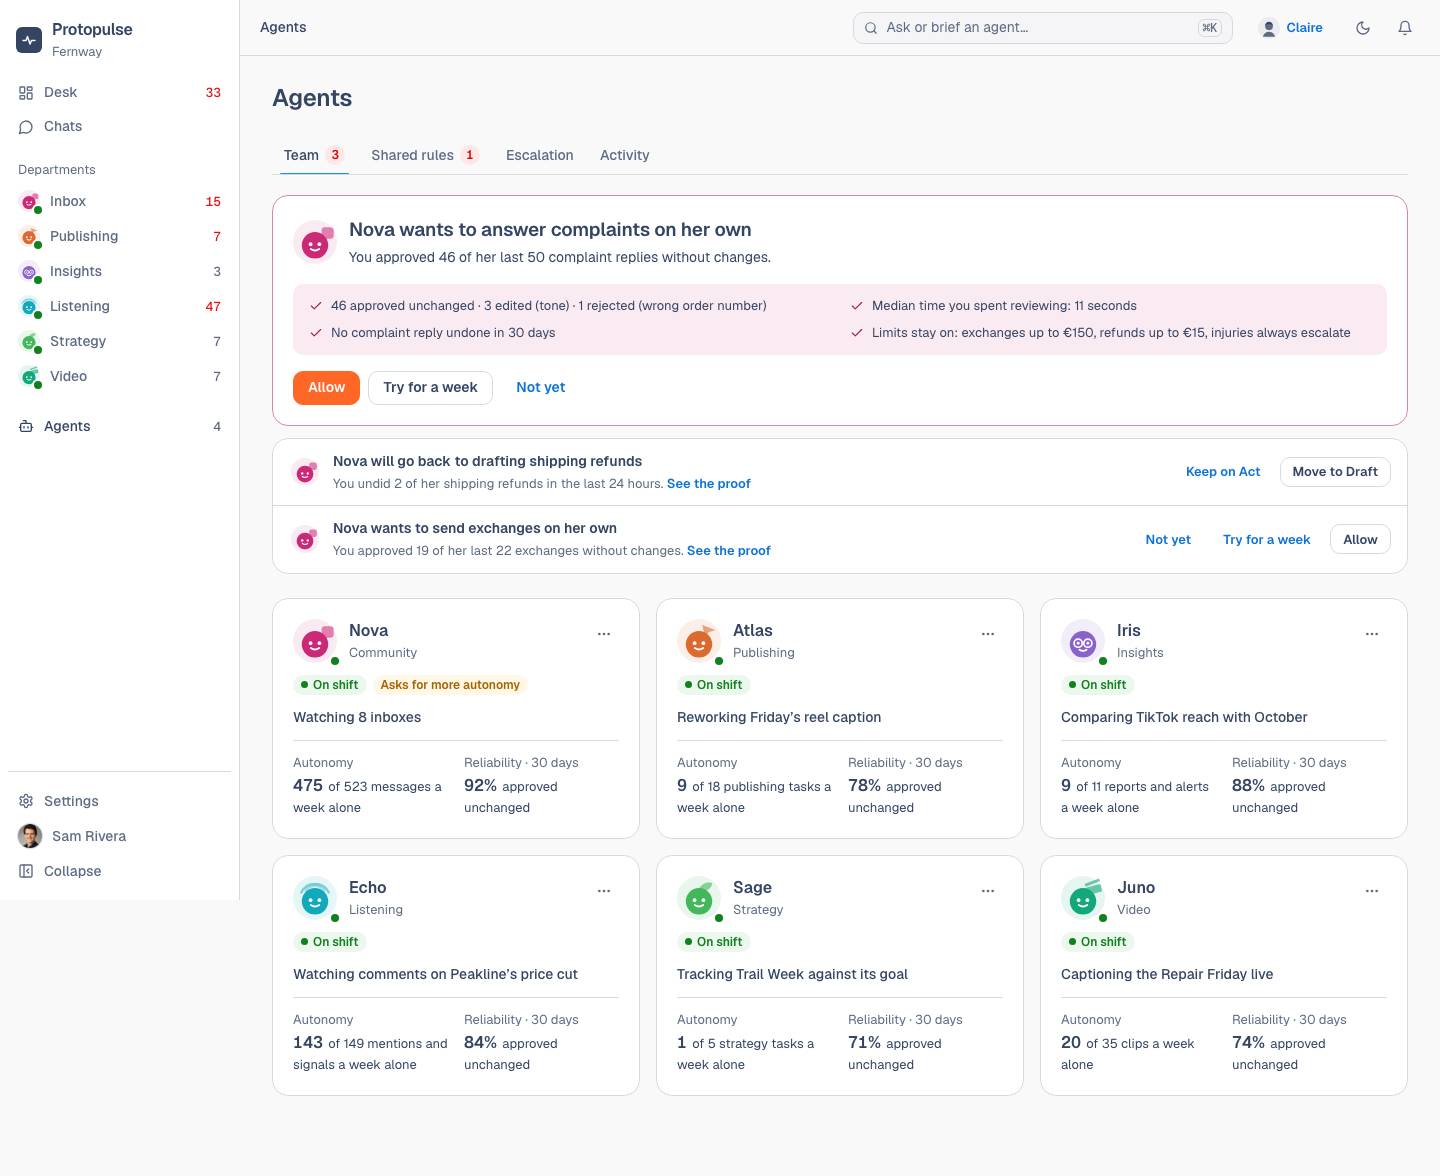 Protopulse
Fernway
Desk 33
Chats
Departments
Inbox 15
Publishing 7
Insights 3
Listening 47
Strategy 7
Video 7
Agents 4
Settings
Sam Rivera
Collapse
Agents
Ask or brief an agent…
⌘K
Claire
Agents
Team 3
Shared rules 1
Escalation
Activity
Nova wants to answer complaints on her own
You approved 46 of her last 50 complaint replies without changes.
46 approved unchanged · 3 edited (tone) · 1 rejected (wrong order number)
Median time you spent reviewing: 11 seconds
No complaint reply undone in 30 days
Limits stay on: exchanges up to €150, refunds up to €15, injuries always escalate
Allow
Try for a week
Not yet
Nova will go back to drafting shipping refunds
You undid 2 of her shipping refunds in the last 24 hours. See the proof
Keep on Act
Move to Draft
Nova wants to send exchanges on her own
You approved 19 of her last 22 exchanges without changes. See the proof
Not yet
Try for a week
Allow
Nova
Community
On shift
Asks for more autonomy
Watching 8 inboxes
Autonomy
475 of 523 messages a
week alone
Reliability · 30 days
92% approved
unchanged
Atlas
Publishing
On shift
Reworking Friday’s reel caption
Autonomy
9 of 18 publishing tasks a
week alone
Reliability · 30 days
78% approved
unchanged
Iris
Insights
On shift
Comparing TikTok reach with October
Autonomy
9 of 11 reports and alerts
a week alone
Reliability · 30 days
88% approved
unchanged
Echo
Listening
On shift
Watching comments on Peakline’s price cut
Autonomy
143 of 149 mentions and
signals a week alone
Reliability · 30 days
84% approved
unchanged
Sage
Strategy
On shift
Tracking Trail Week against its goal
Autonomy
1 of 5 strategy tasks a
week alone
Reliability · 30 days
71% approved
unchanged
Juno
Video
On shift
Captioning the Repair Friday live
Autonomy
20 of 35 clips a week
alone
Reliability · 30 days
74% approved
unchanged